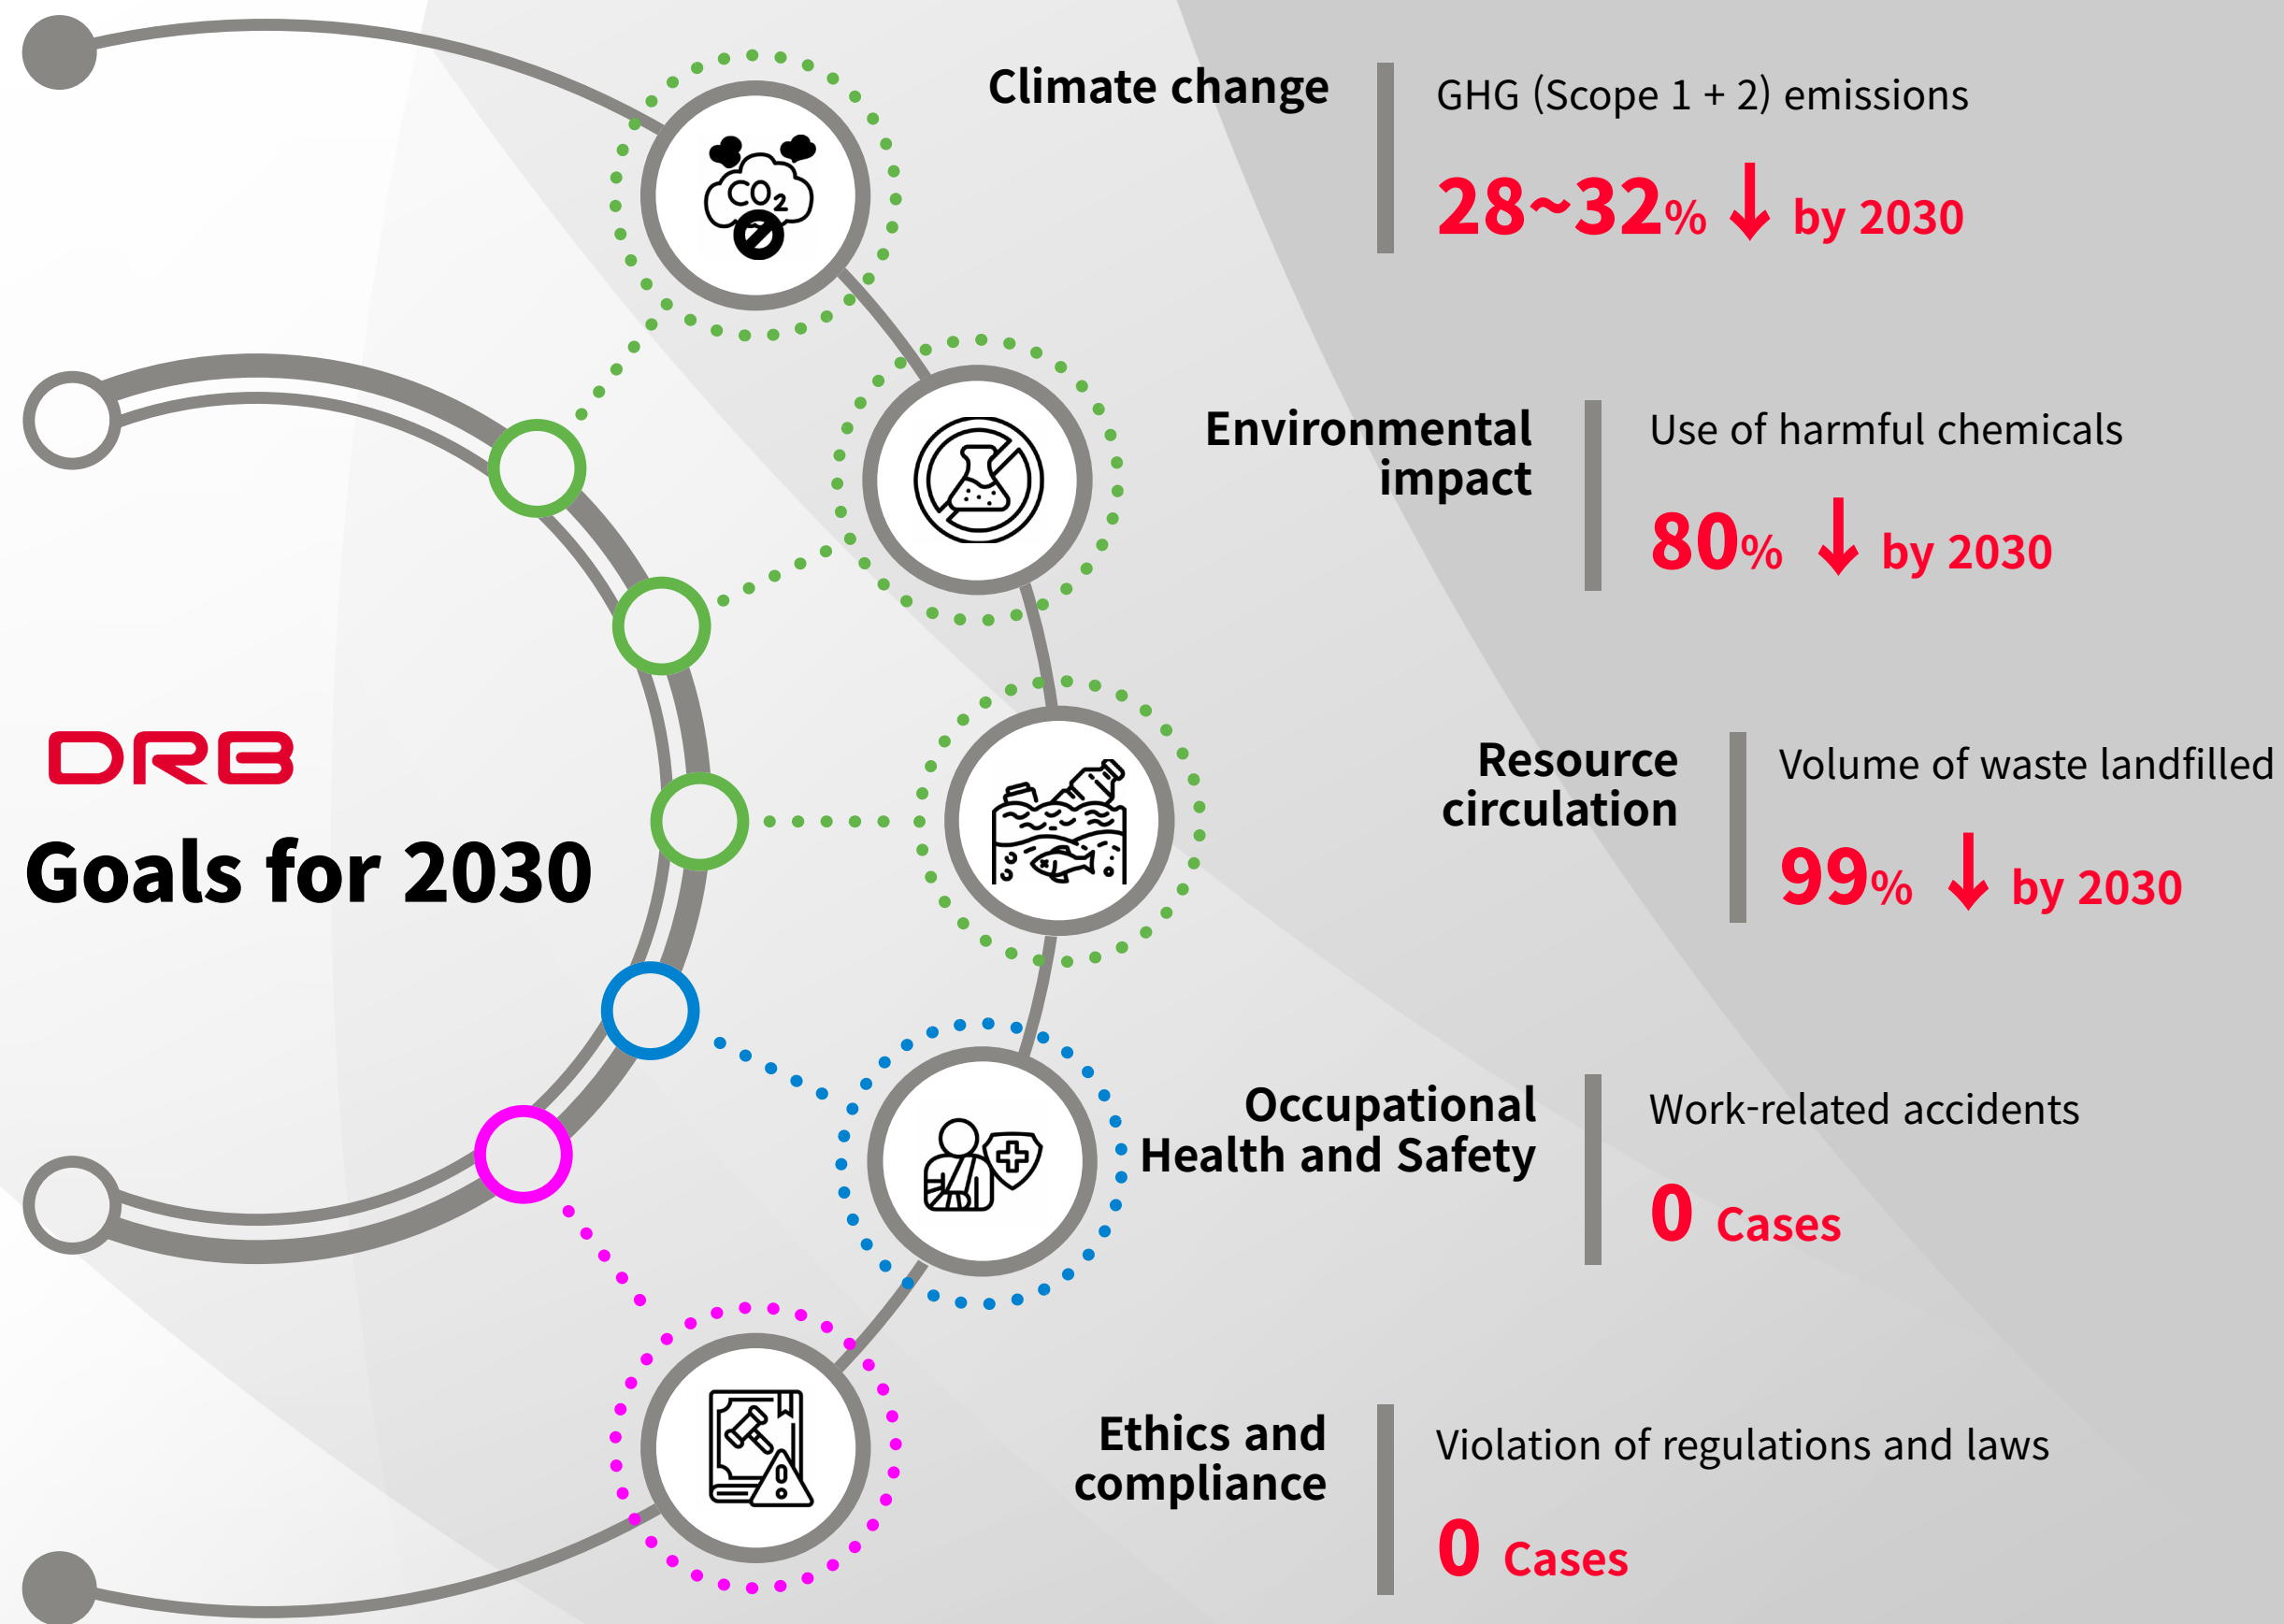 DRB
Goals for 2030
CO2
Climate change
GHG (Scope 1 + 2) emissions
28~32% ↓ by 2030
Environmental
impact
Use of harmful chemicals
80% ↓ by 2030
Resource
circulation
Volume of waste landfilled
99% ↓ by 2030
Occupational
Health and Safety
Work-related accidents
0 Cases
Ethics and
compliance
Violation of regulations and laws
0 Cases